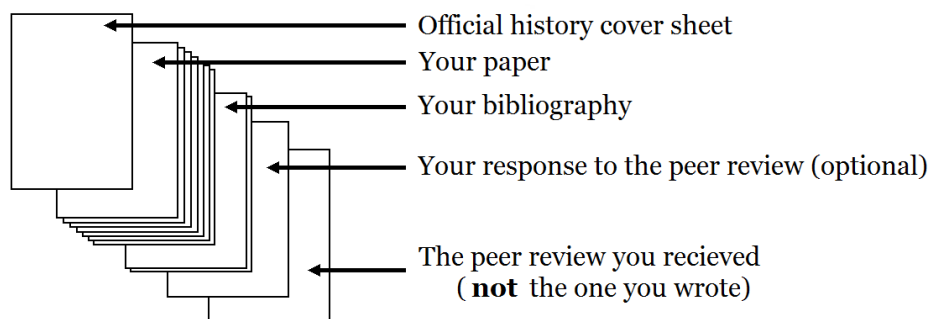 Official history cover sheet
Your paper
Your bibliography
Your response to the peer review (optional)
The peer review you recieved
( not the one you wrote)